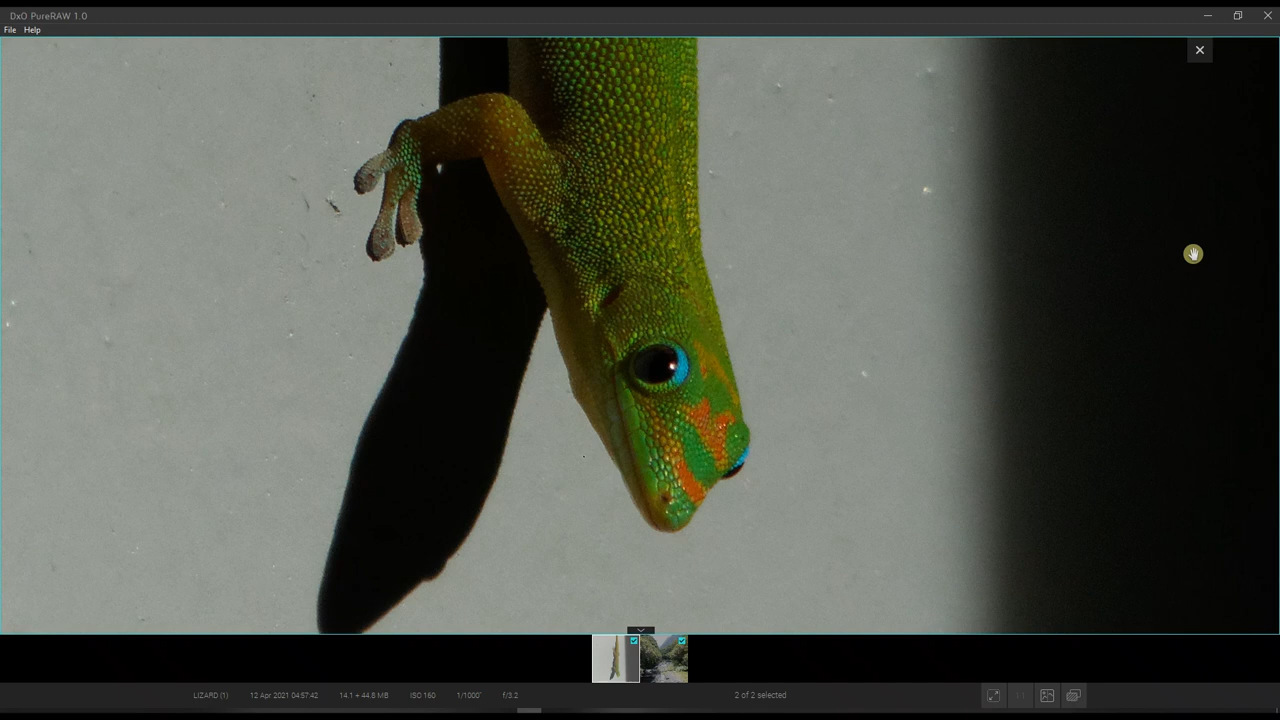 DxO PureRAW 1.0
File Help
LIZARD (1) 12 Apr 2021 04:57:42 14.1 + 44.8 MB ISO 160 1/1000" f/3.2 2 of 2 selected